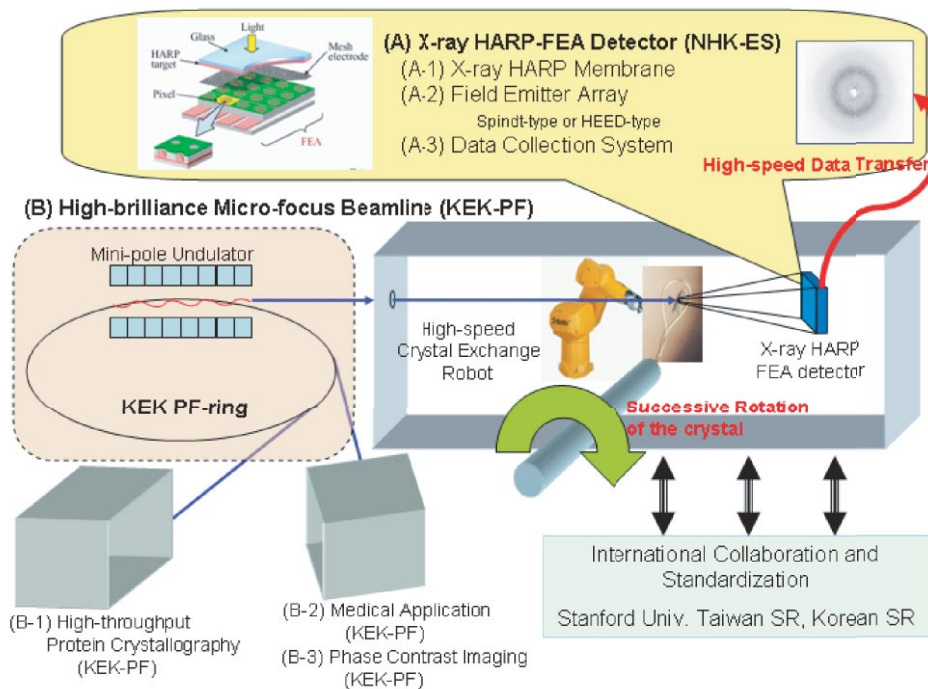 Light
Glass
HARP
target
Mesh
electrode
Pixel
FEA
(A) X-ray HARP-FEA Detector (NHK-ES)
(A-1) X-ray HARP Membrane
(A-2) Field Emitter Array
Spindt-type or HEED-type
(A-3) Data Collection System
High-speed Data Transfer
(B) High-brilliance Micro-focus Beamline (KEK-PF)
Mini-pole Undulator
KEK PF-ring
High-speed
Crystal Exchange
Robot
X-ray HARP
FEA detector
Successive Rotation
of the crystal
International Collaboration and
Standardization
Stanford Univ. Taiwan SR, Korean SR
(B-1) High-throughput
Protein Crystallography
(KEK-PF)
(B-2) Medical Application
(KEK-PF)
(B-3) Phase Contrast Imaging
(KEK-PF)